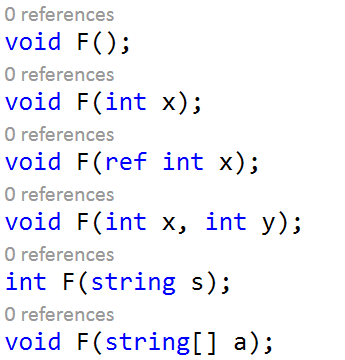 0 references
void F();
0 references
void F(int x);
0 references
void F(ref int x);
0 references
void F(int x, int y);
0 references
int F(string s);
0 references
void F(string[] a);